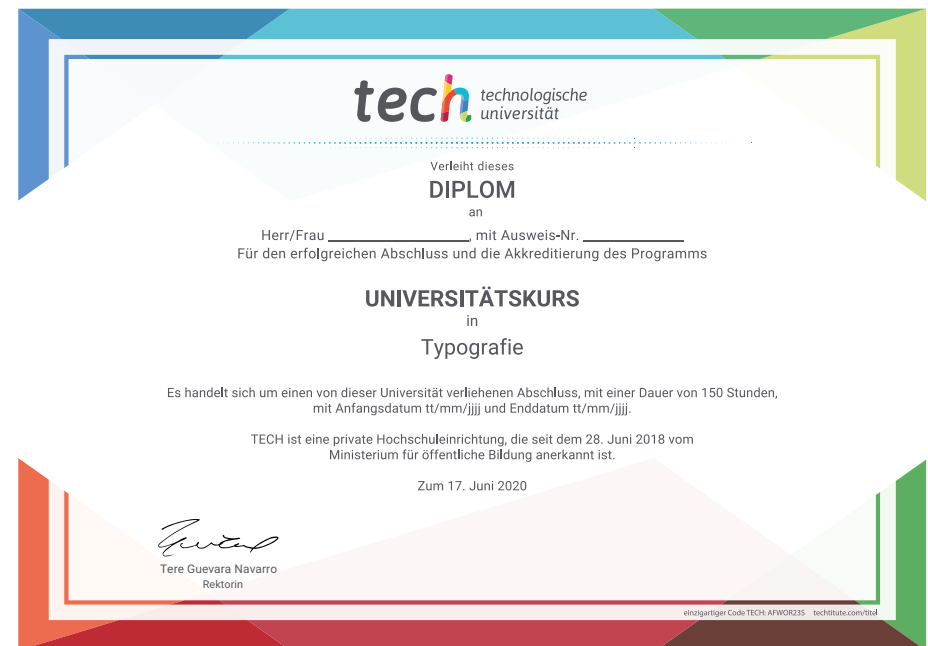 tech technologische
universität
Verleiht dieses
DIPLOM
an
Herr/Frau ____________________, mit Ausweis-Nr. ______________
Für den erfolgreichen Abschluss und die Akkreditierung des Programms
UNIVERSITÄTSKURS
in
Typografie
Es handelt sich um einen von dieser Universität verliehenen Abschluss, mit einer Dauer von 150 Stunden,
mit Anfangsdatum tt/mm/jjjj und Enddatum tt/mm/jjjj.
TECH ist eine private Hochschuleinrichtung, die seit dem 28. Juni 2018 vom
Ministerium für öffentliche Bildung anerkannt ist.
Zum 17. Juni 2020
Tere Guevara Navarro
Rektorin
einzigartiger Code TECH: AFWOR23S techtitute.com/titel